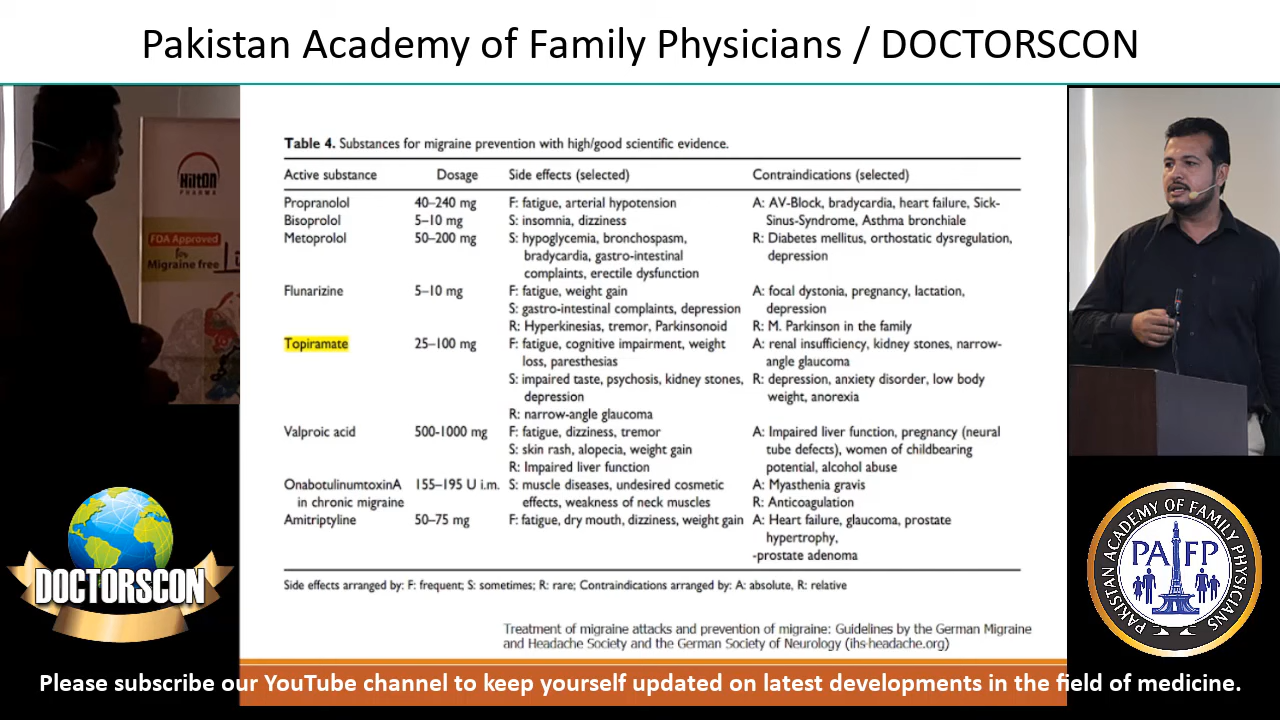 Pakistan Academy of Family Physicians / DOCTORSCON
Hilton
PHARMA
FDA Approved
for
Migraine free
Table 4. Substances for migraine prevention with high/good scientific evidence.
Active substance Dosage Side effects (selected) Contraindications (selected)
Propranolol 40–240 mg F: fatigue, arterial hypotension A: AV-Block, bradycardia, heart failure, Sick-
Bisoprolol 5–10 mg S: insomnia, dizziness Sinus-Syndrome, Asthma bronchiale
Metoprolol 50–200 mg S: hypoglycemia, bronchospasm, R: Diabetes mellitus, orthostatic dysregulation,
bradycardia, gastro-intestinal depression
complaints, erectile dysfunction
Flunarizine 5–10 mg F: fatigue, weight gain A: focal dystonia, pregnancy, lactation,
S: gastro-intestinal complaints, depression depression
R: Hyperkinesias, tremor, Parkinsonoid R: M. Parkinson in the family
Topiramate 25–100 mg F: fatigue, cognitive impairment, weight A: renal insufficiency, kidney stones, narrow-
loss, paresthesias angle glaucoma
S: impaired taste, psychosis, kidney stones, R: depression, anxiety disorder, low body
depression weight, anorexia
R: narrow-angle glaucoma
Valproic acid 500-1000 mg F: fatigue, dizziness, tremor A: Impaired liver function, pregnancy (neural
S: skin rash, alopecia, weight gain tube defects), women of childbearing
R: Impaired liver function potential, alcohol abuse
OnabotulinumtoxinA 155–195 U i.m. S: muscle diseases, undesired cosmetic A: Myasthenia gravis
in chronic migraine effects, weakness of neck muscles R: Anticoagulation
Amitriptyline 50–75 mg F: fatigue, dry mouth, dizziness, weight gain A: Heart failure, glaucoma, prostate
hypertrophy,
-prostate adenoma
Side effects arranged by: F: frequent; S: sometimes; R: rare; Contraindications arranged by: A: absolute, R: relative
Treatment of migraine attacks and prevention of migraine: Guidelines by the German Migraine
and Headache Society and the German Society of Neurology (ihs-headache.org)
DOCTORSCON
PAKISTAN ACADEMY OF FAMILY PHYSICIANS
PAFP
Please subscribe our YouTube channel to keep yourself updated on latest developments in the field of medicine.